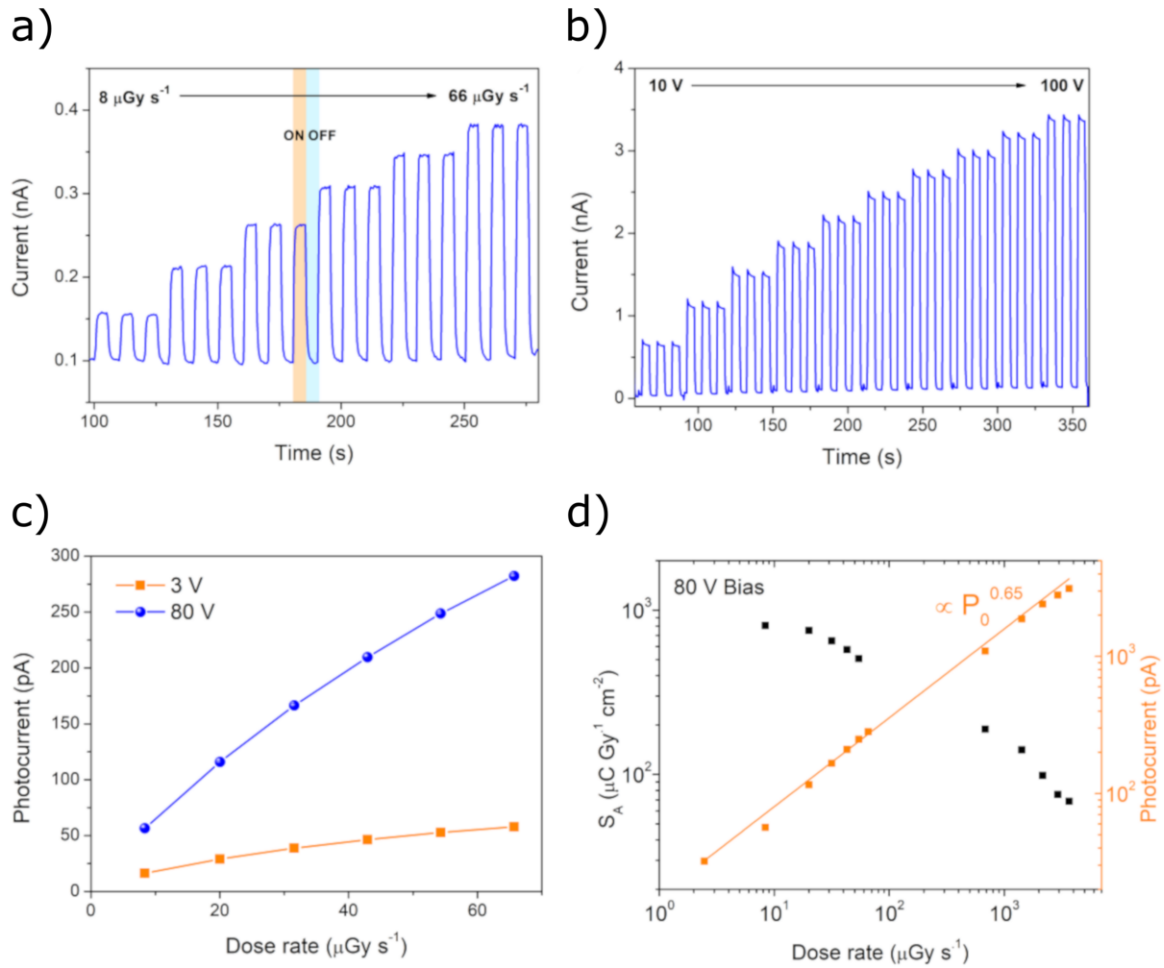 a)
8 μGy s⁻¹
66 μGy s⁻¹
ON OFF
0.4
0.3
0.2
0.1
Current (nA)
100
150
200
250
Time (s)
b)
10 V
100 V
4
3
2
1
0
Current (nA)
100
150
200
250
300
350
Time (s)
c)
3 V
80 V
300
250
200
150
100
50
0
Photocurrent (pA)
0
20
40
60
Dose rate (μGy s⁻¹)
d)
80 V Bias
∝ P₀^0.65
10³
10²
S_A (μC Gy⁻¹ cm⁻²)
10³
10²
Photocurrent (pA)
10⁰
10¹
10²
10³
Dose rate (μGy s⁻¹)